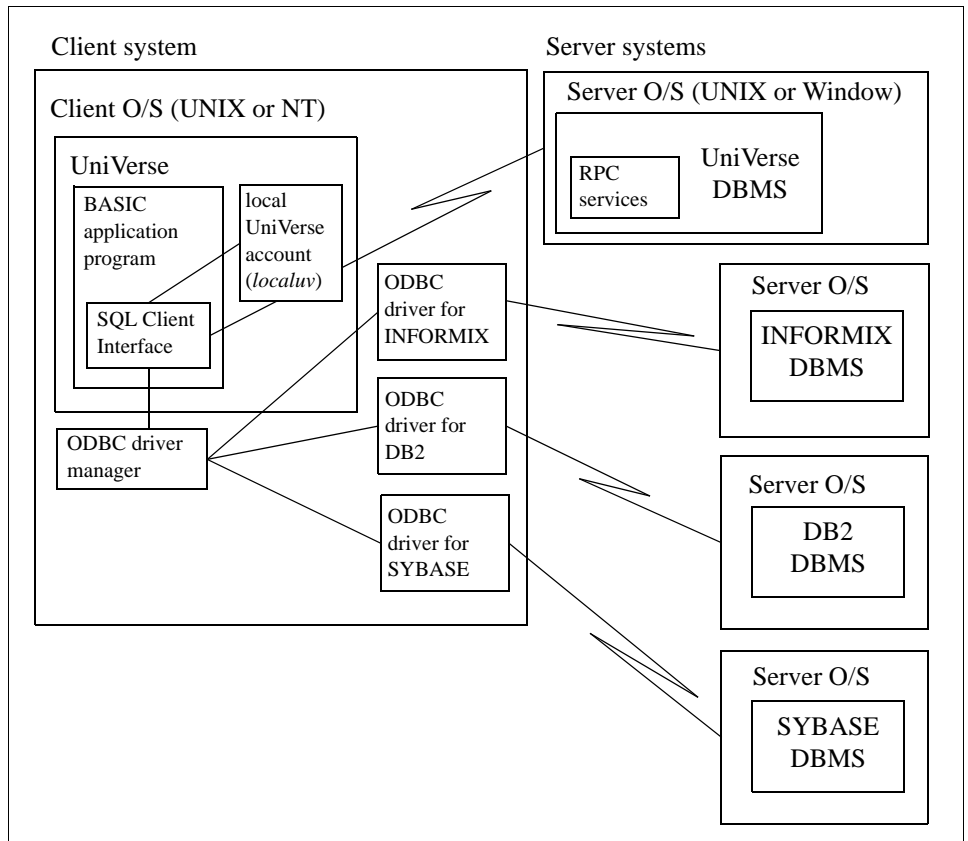 Client system
Server systems
Client O/S (UNIX or NT)
UniVerse
BASIC
application
program
SQL Client
Interface
local
UniVerse
account
(localuv)
ODBC driver
manager
ODBC
driver for
INFORMIX
ODBC
driver for
DB2
ODBC
driver for
SYBASE
Server O/S (UNIX or Window)
RPC
services
UniVerse
DBMS
Server O/S
INFORMIX
DBMS
Server O/S
DB2
DBMS
Server O/S
SYBASE
DBMS